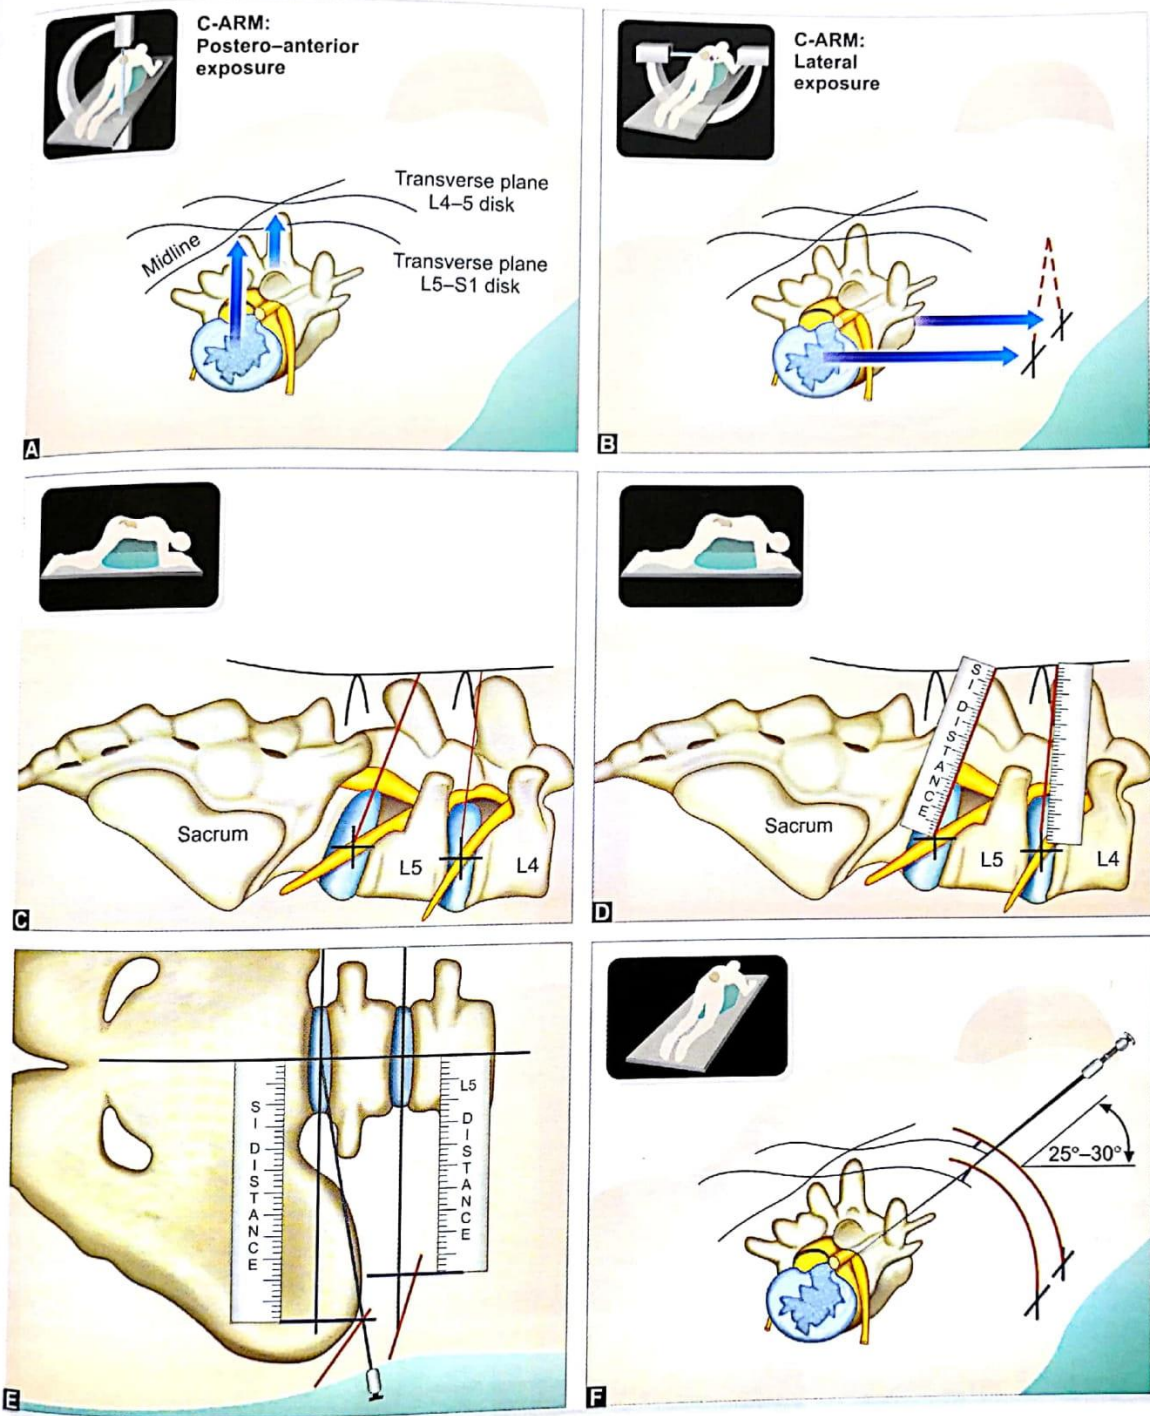 C-ARM:
Postero–anterior
exposure
Transverse plane
L4–5 disk
Midline
Transverse plane
L5–S1 disk
A
C-ARM:
Lateral
exposure
B
Sacrum
L5
L4
C
SI DISTANCE
Sacrum
L5
L4
D
SI DISTANCE
L5 DISTANCE
E
25°–30°
F